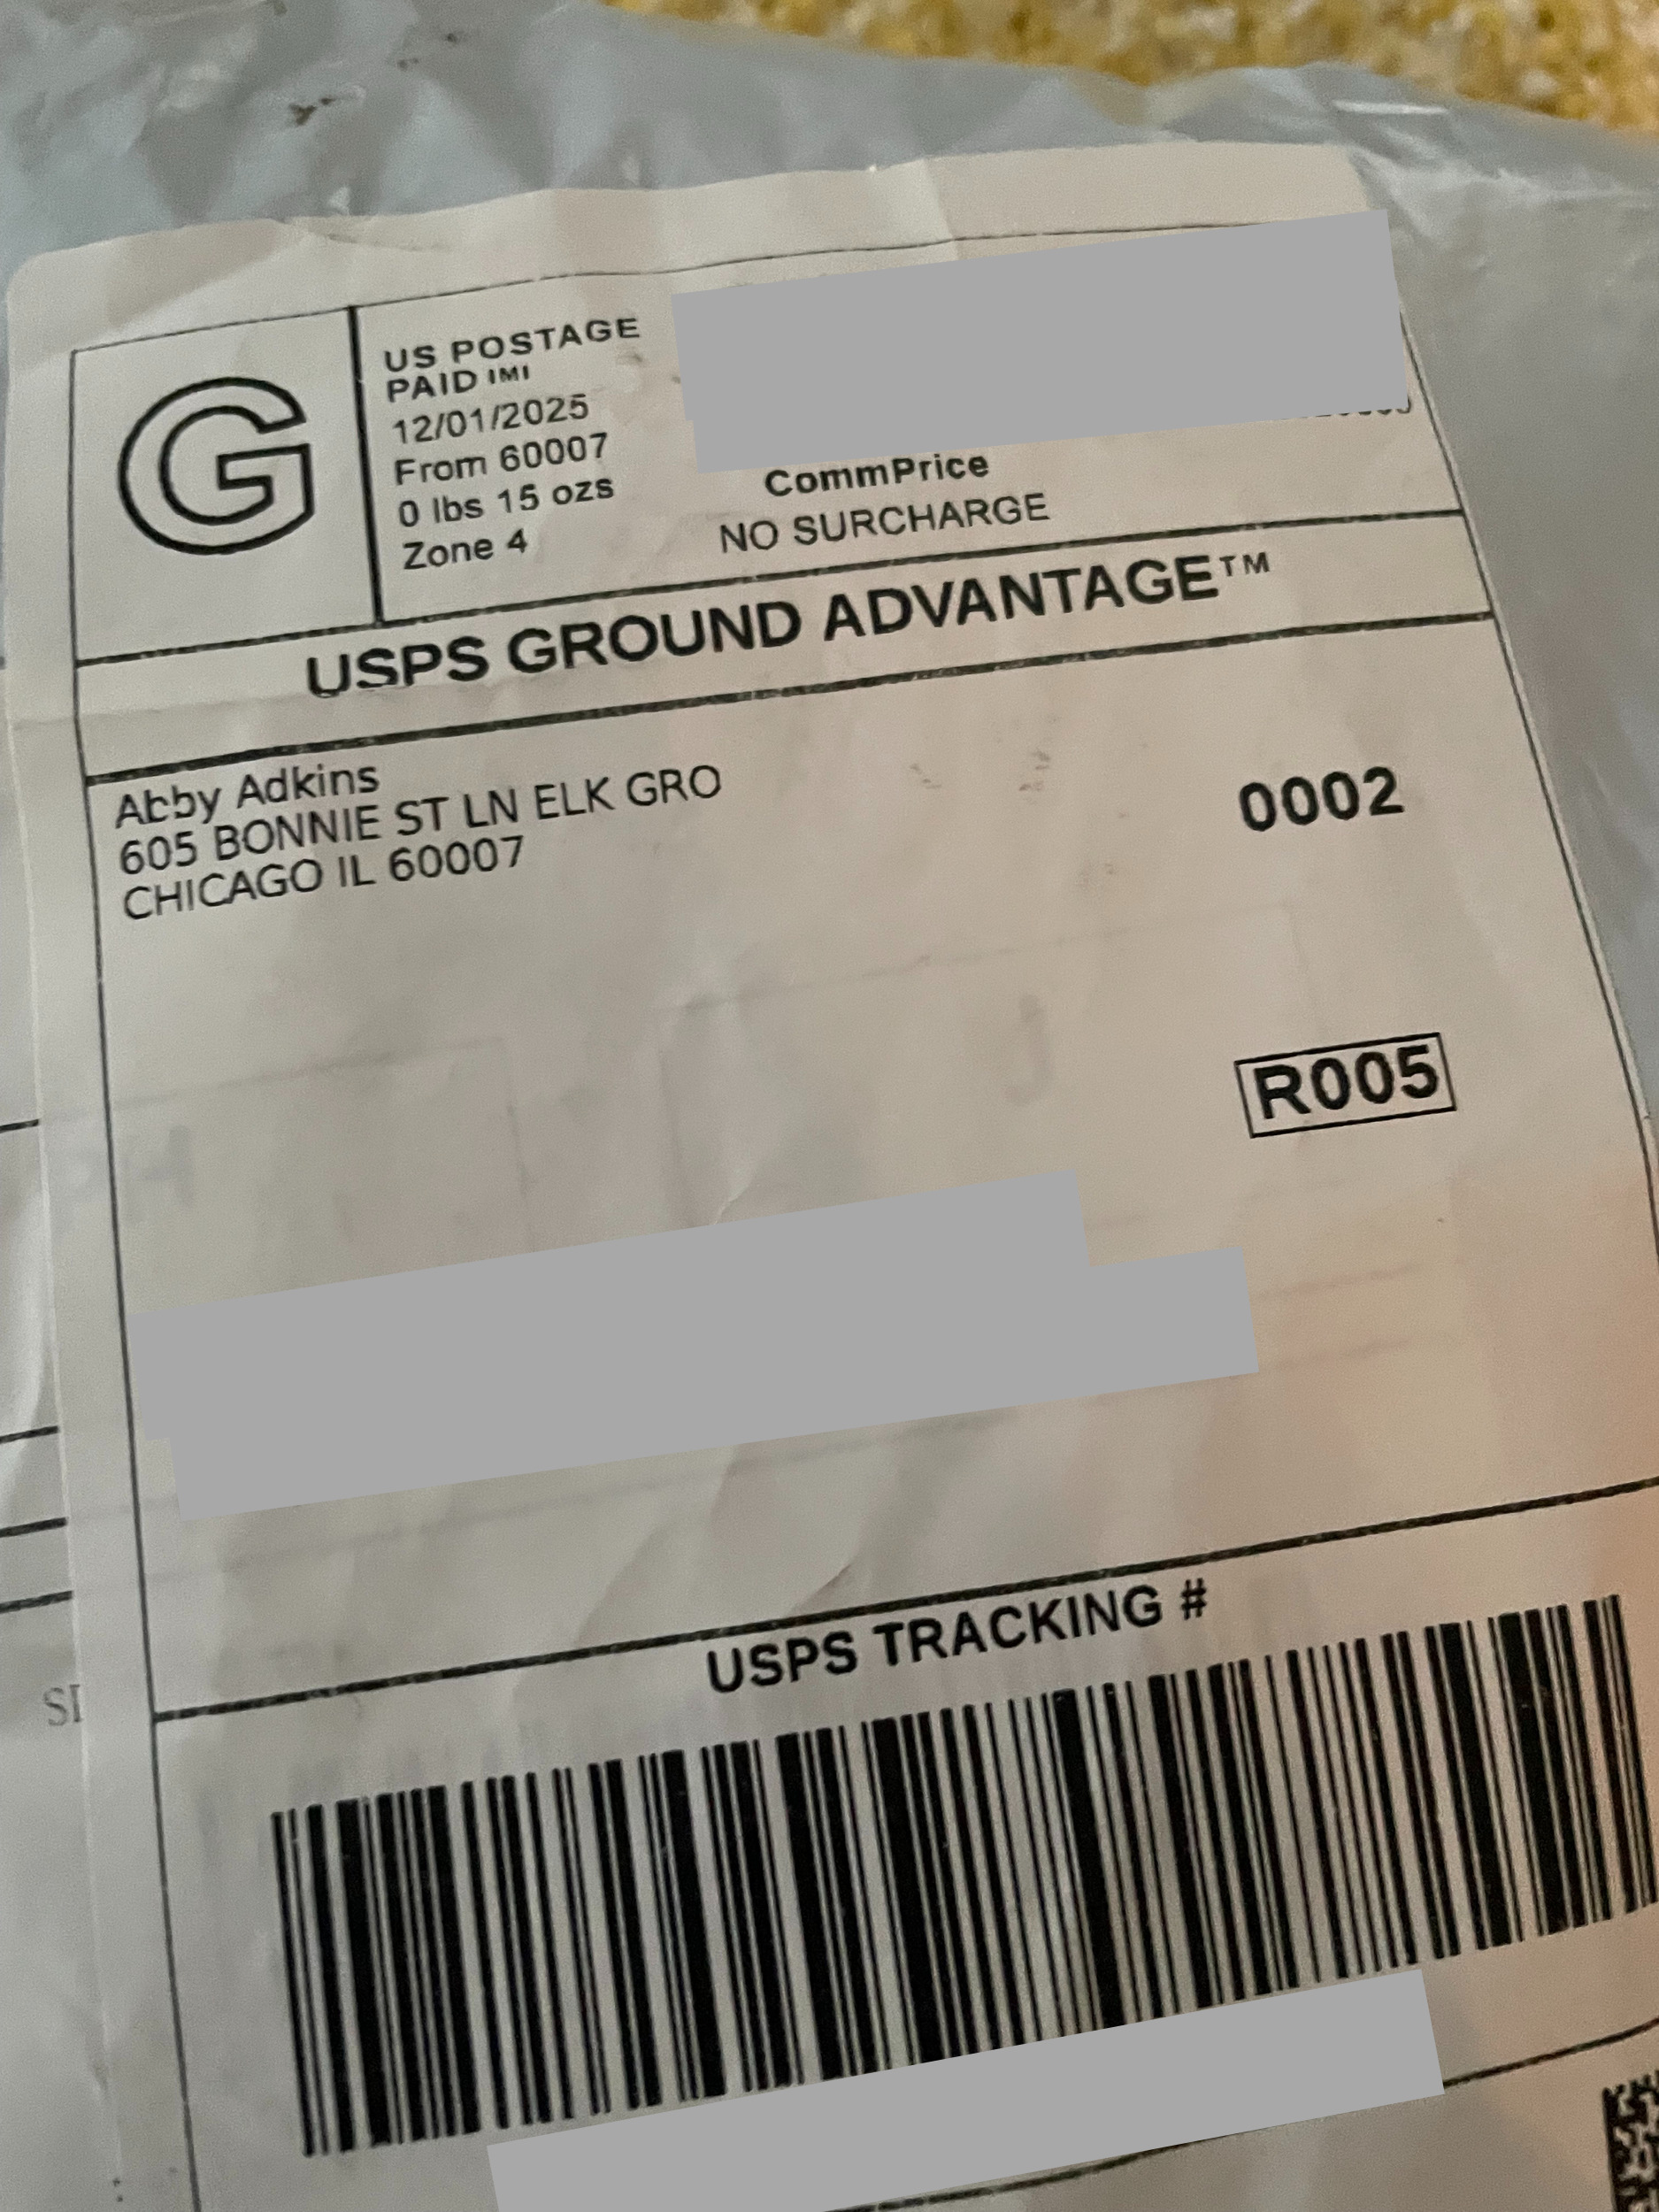 G
US POSTAGE
PAID IMI
12/01/2025
From 60007
0 lbs 15 ozs
Zone 4
CommPrice
NO SURCHARGE
USPS GROUND ADVANTAGE™
Abby Adkins
605 BONNIE ST LN ELK GRO
CHICAGO IL 60007
0002
R005
USPS TRACKING #
SI